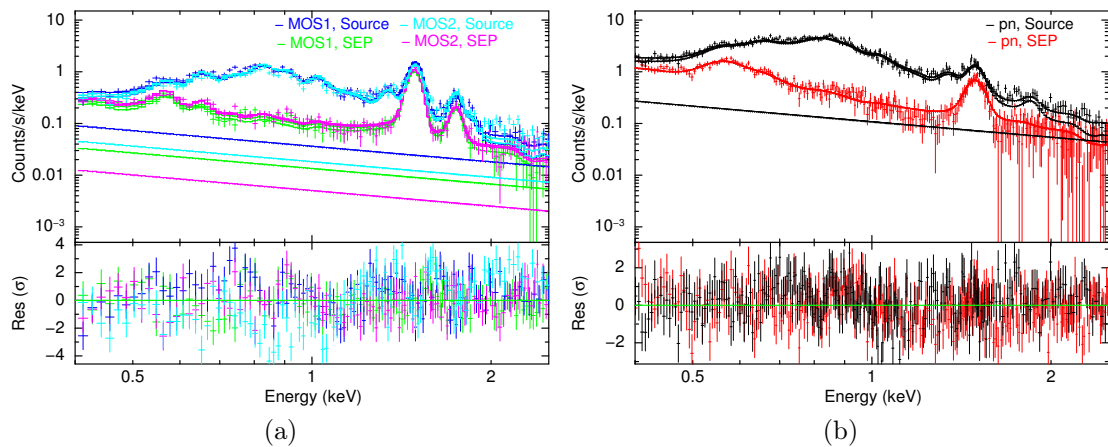 MOS1, Source MOS2, Source
MOS1, SEP MOS2, SEP
10
1
0.1
0.01
10⁻³
Counts/s/keV
4
2
0
−2
−4
Res (σ)
0.5 1 2
Energy (keV)
(a)
pn, Source
pn, SEP
10
1
0.1
0.01
10⁻³
Counts/s/keV
2
0
−2
Res (σ)
0.5 1 2
Energy (keV)
(b)